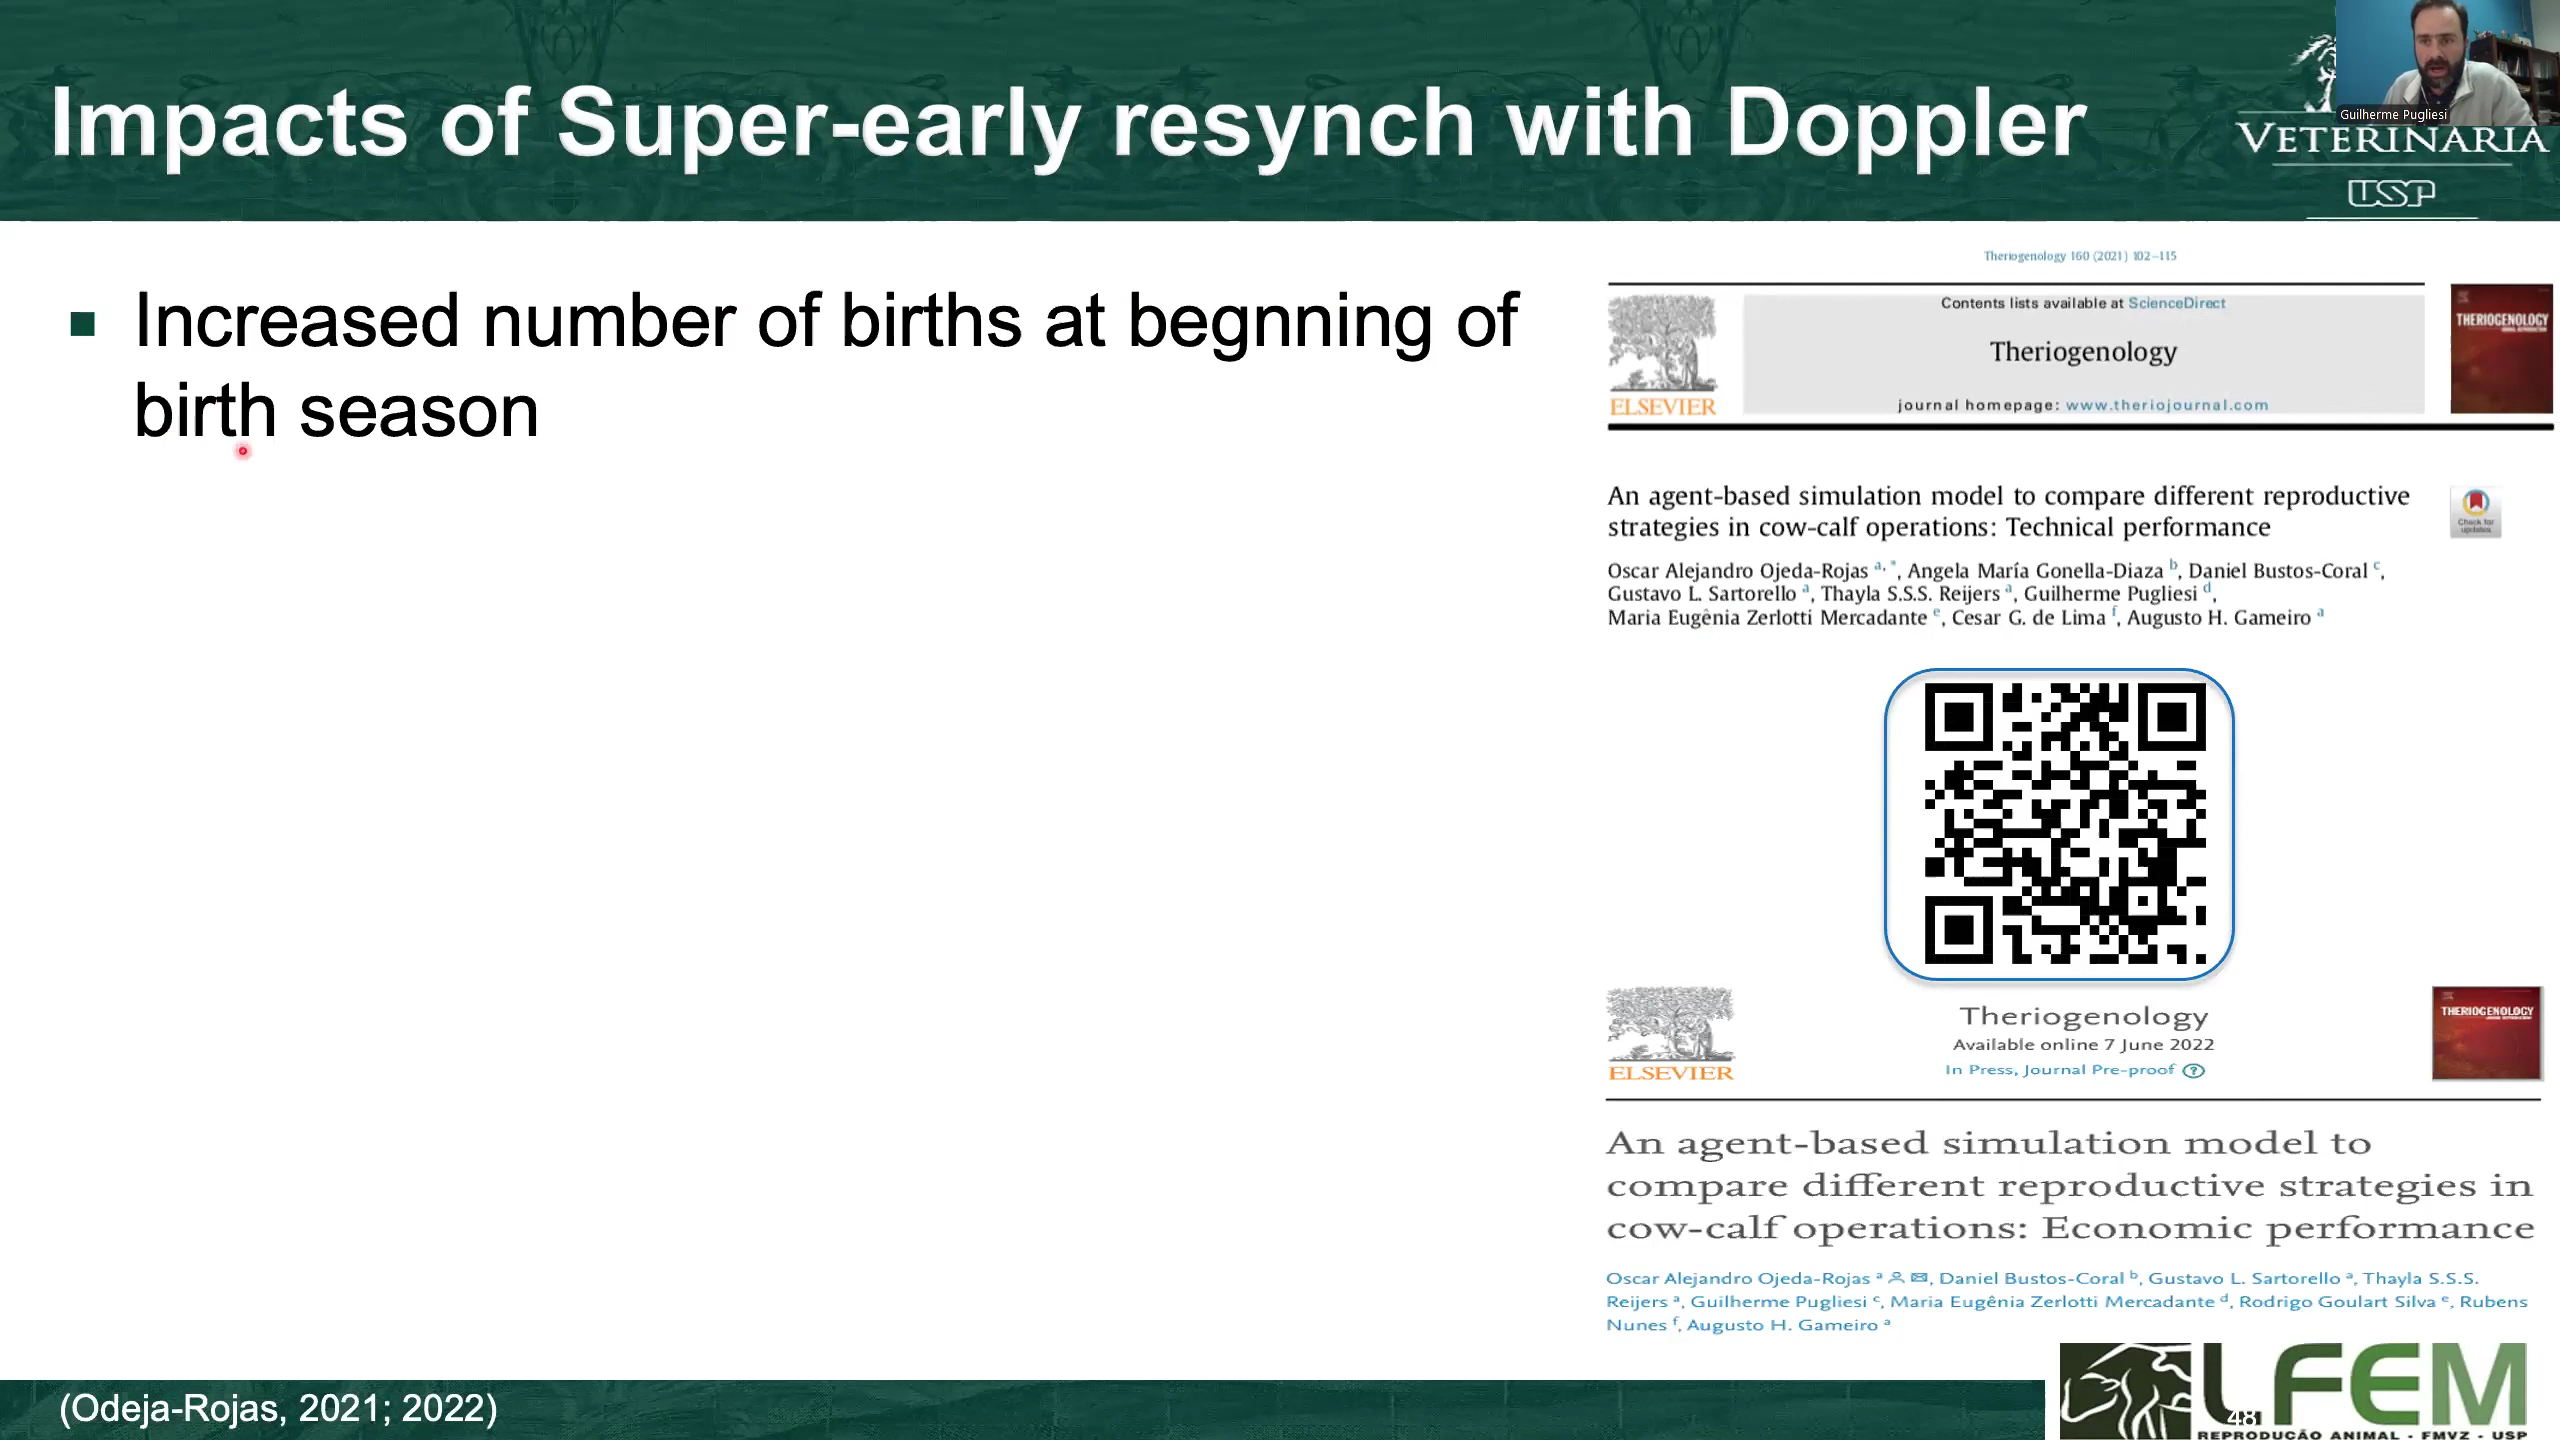 Impacts of Super-early resynch with Doppler
Guilherme Pugliesi
VETERINARIA
USP
Increased number of births at begnning of
birth season
Theriogenology 160 (2021) 102–115
ELSEVIER
Contents lists available at ScienceDirect
Theriogenology
journal homepage: www.theriojournal.com
THERIOGENOLOGY
An agent-based simulation model to compare different reproductive
strategies in cow-calf operations: Technical performance
Check for
updates
Oscar Alejandro Ojeda-Rojas a, *, Angela María Gonella-Diaza b, Daniel Bustos-Coral c,
Gustavo L. Sartorello a, Thayla S.S.S. Reijers a, Guilherme Pugliesi d,
Maria Eugênia Zerlotti Mercadante e, Cesar G. de Lima f, Augusto H. Gameiro a
ELSEVIER
Theriogenology
Available online 7 June 2022
In Press, Journal Pre-proof
THERIOGENOLOGY
An agent-based simulation model to
compare different reproductive strategies in
cow-calf operations: Economic performance
Oscar Alejandro Ojeda-Rojas a, Daniel Bustos-Coral b, Gustavo L. Sartorello a, Thayla S.S.S.
Reijers a, Guilherme Pugliesi c, Maria Eugênia Zerlotti Mercadante d, Rodrigo Goulart Silva e, Rubens
Nunes f, Augusto H. Gameiro a
(Odeja-Rojas, 2021; 2022)
48
LFEM
REPRODUCÃO ANIMAL - FMVZ - USP